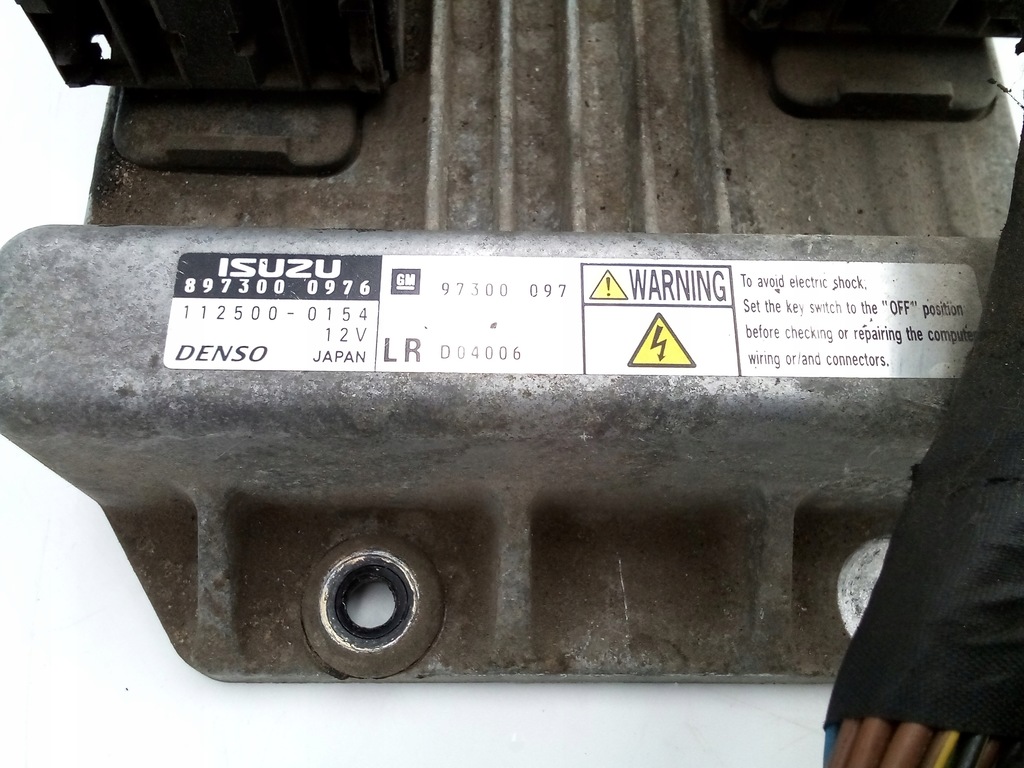 ISUZU
897300 0976
112500-0154
12V
DENSO JAPAN
GM 97300 097
LR D04006
WARNING
To avoid electric shock,
Set the key switch to the "OFF" position
before checking or repairing the computer
wiring or/and connectors.